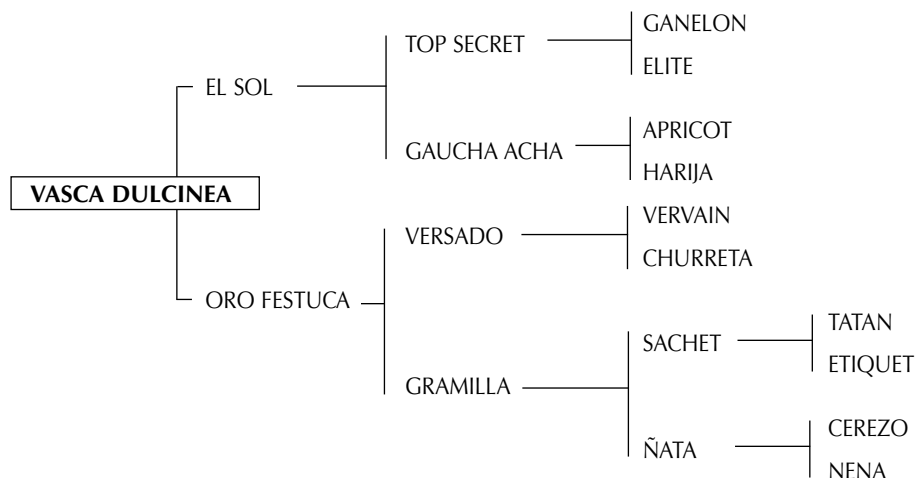 GANELON
TOP SECRET
ELITE
EL SOL
APRICOT
GAUCHA ACHA
HARIJA
VASCA DULCINEA
VERVAIN
VERSADO
CHURRETA
ORO FESTUCA
TATAN
SACHET
ETIQUET
GRAMILLA
CEREZO
ÑATA
NENA